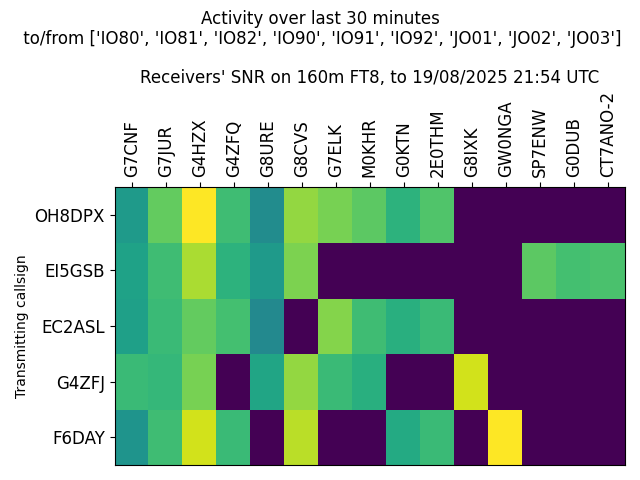 Activity over last 30 minutes
to/from ['IO80', 'IO81', 'IO82', 'IO90', 'IO91', 'IO92', 'JO01', 'JO02', 'JO03']
Receivers' SNR on 160m FT8, to 19/08/2025 21:54 UTC
G7CNF
G7JUR
G4HZX
G4ZFQ
G8URE
G8CVS
G7ELK
M0KHR
G0KTN
2E0THM
G8IXK
GW0NGA
SP7ENW
G0DUB
CT7ANO-2
Transmitting callsign
OH8DPX
EI5GSB
EC2ASL
G4ZFJ
F6DAY